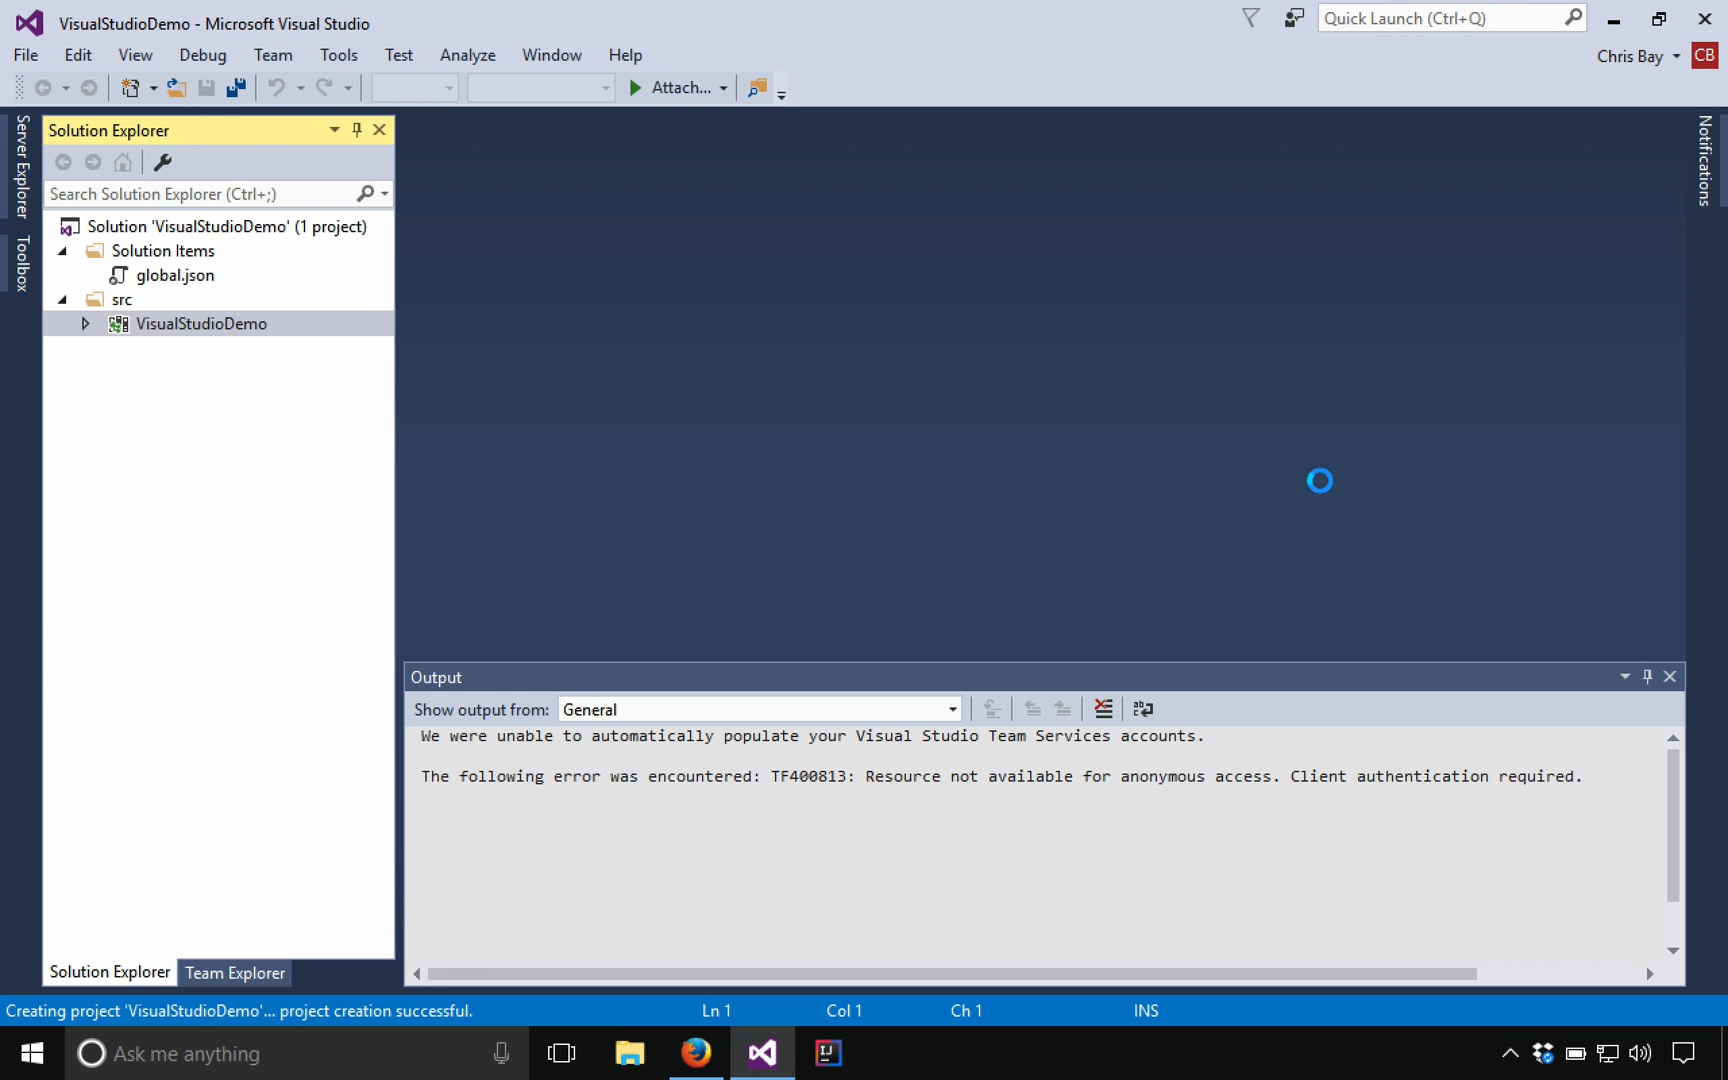 VisualStudioDemo - Microsoft Visual Studio
Quick Launch (Ctrl+Q)
File Edit View Debug Team Tools Test Analyze Window Help
Chris Bay
CB
Attach...
Server Explorer
Toolbox
Solution Explorer
Search Solution Explorer (Ctrl+;)
Solution 'VisualStudioDemo' (1 project)
Solution Items
global.json
src
VisualStudioDemo
Notifications
Output
Show output from: General
We were unable to automatically populate your Visual Studio Team Services accounts.
The following error was encountered: TF400813: Resource not available for anonymous access. Client authentication required.
Solution Explorer Team Explorer
Creating project 'VisualStudioDemo'... project creation successful. Ln 1 Col 1 Ch 1 INS
Ask me anything
IJ